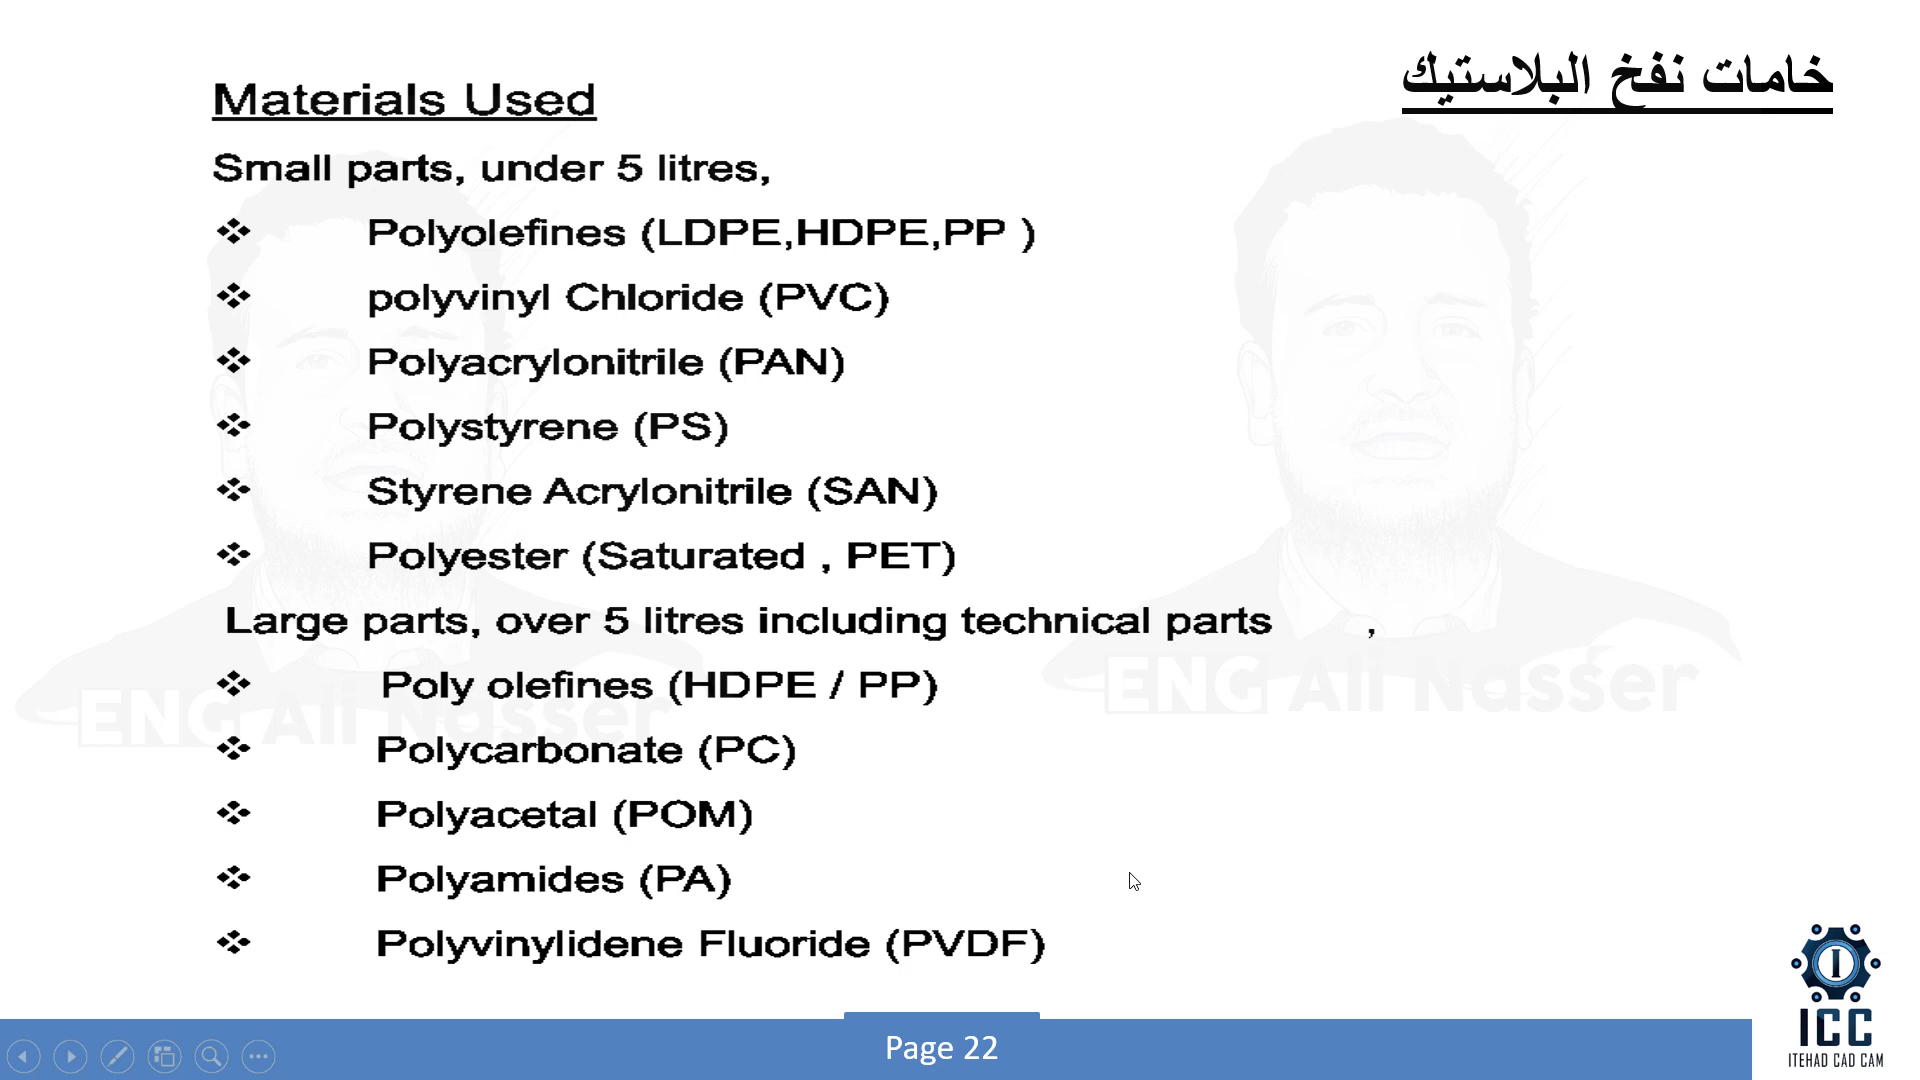 خامات نفخ البلاستيك
Materials Used
Small parts, under 5 litres,
❖ Polyolefines (LDPE,HDPE,PP )
❖ polyvinyl Chloride (PVC)
❖ Polyacrylonitrile (PAN)
❖ Polystyrene (PS)
❖ Styrene Acrylonitrile (SAN)
❖ Polyester (Saturated , PET)
Large parts, over 5 litres including technical parts ,
❖ Poly olefines (HDPE / PP)
❖ Polycarbonate (PC)
❖ Polyacetal (POM)
❖ Polyamides (PA)
❖ Polyvinylidene Fluoride (PVDF)
ENG Ali Nasser
ENG Ali Nasser
Page 22
I
ICC
ITEHAD CAD CAM